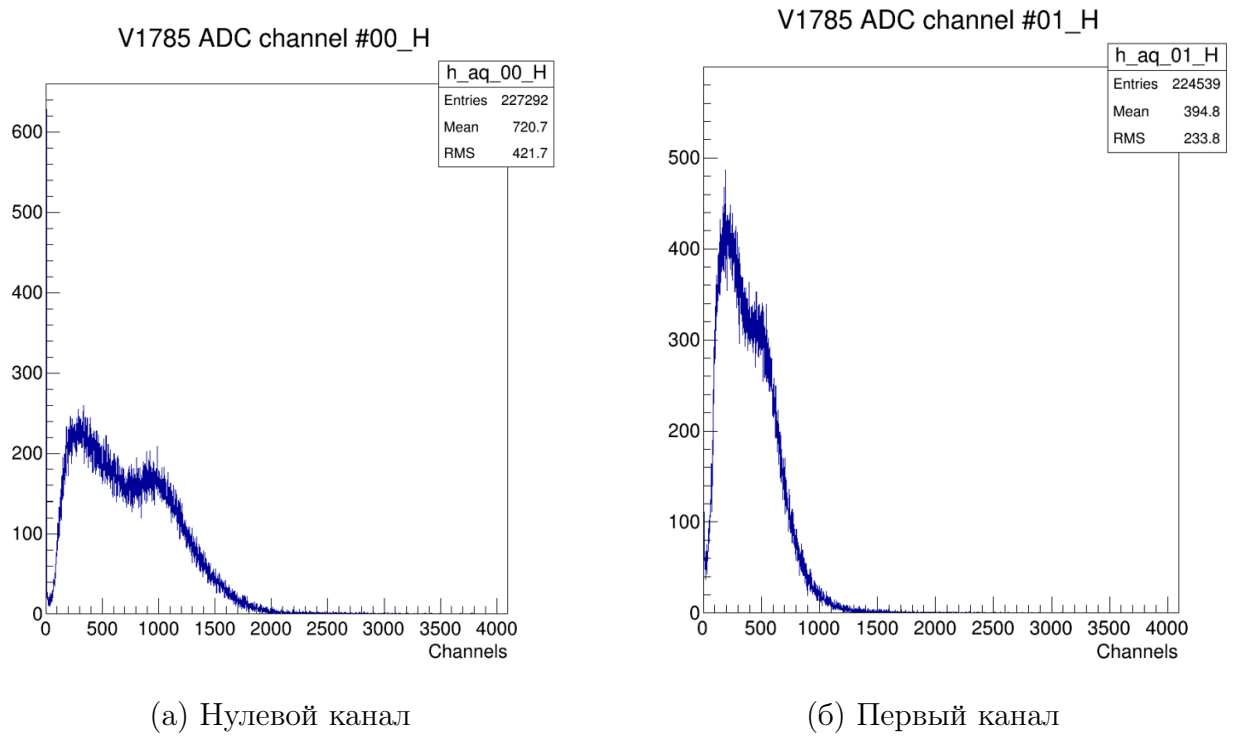 V1785 ADC channel #00_H
h_aq_00_H
Entries 227292
Mean 720.7
RMS 421.7
600
500
400
300
200
100
0
0 500 1000 1500 2000 2500 3000 3500 4000
Channels
(а) Нулевой канал
V1785 ADC channel #01_H
h_aq_01_H
Entries 224539
Mean 394.8
RMS 233.8
500
400
300
200
100
0
0 500 1000 1500 2000 2500 3000 3500 4000
Channels
(б) Первый канал